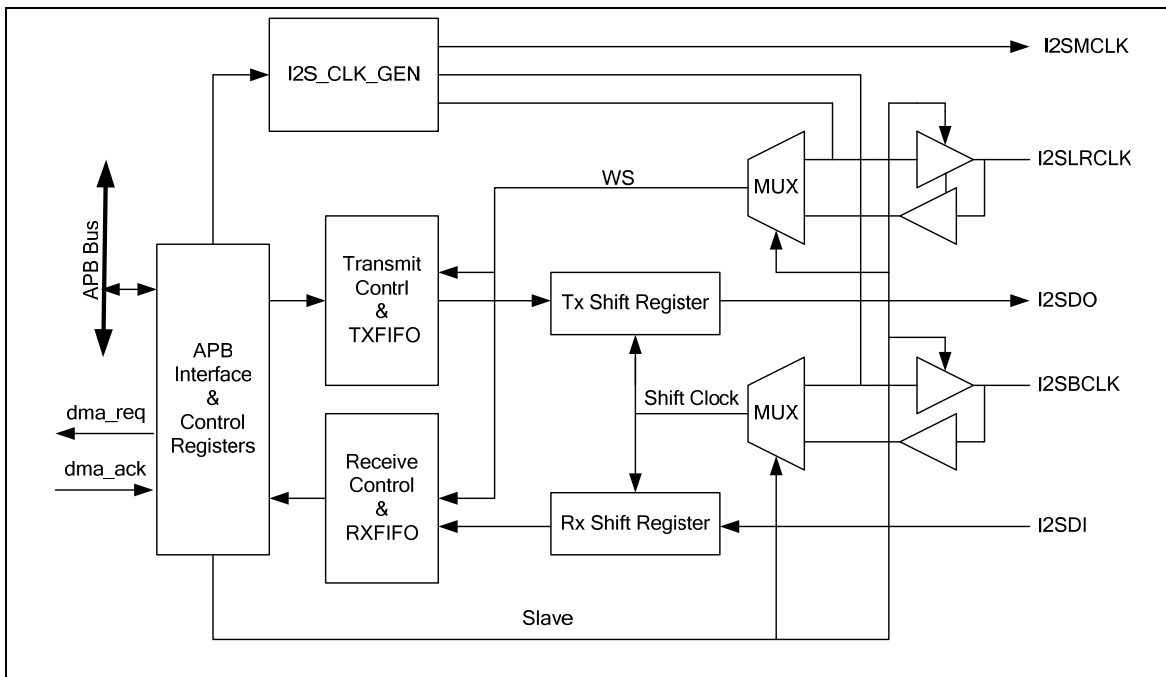 I2S_CLK_GEN
I2SMCLK
I2SLRCLK
MUX
WS
APB Bus
Transmit
Contrl
&
TXFIFO
Tx Shift Register
I2SDO
APB
Interface
&
Control
Registers
Shift Clock
MUX
I2SBCLK
dma_req
dma_ack
Receive
Control
&
RXFIFO
Rx Shift Register
I2SDI
Slave